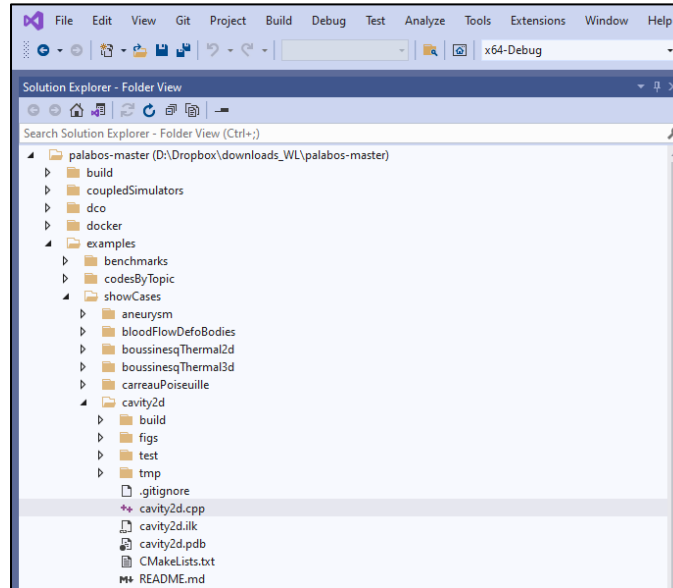 File Edit View Git Project Build Debug Test Analyze Tools Extensions Window Help
x64-Debug
Solution Explorer - Folder View
Search Solution Explorer - Folder View (Ctrl+;)
palabos-master (D:\Dropbox\downloads_WL\palabos-master)
build
coupledSimulators
dco
docker
examples
benchmarks
codesByTopic
showCases
aneurysm
bloodFlowDefoBodies
boussinesqThermal2d
boussinesqThermal3d
carreauPoiseuille
cavity2d
build
figs
test
tmp
.gitignore
++ cavity2d.cpp
cavity2d.ilk
cavity2d.pdb
CMakeLists.txt
M+ README.md